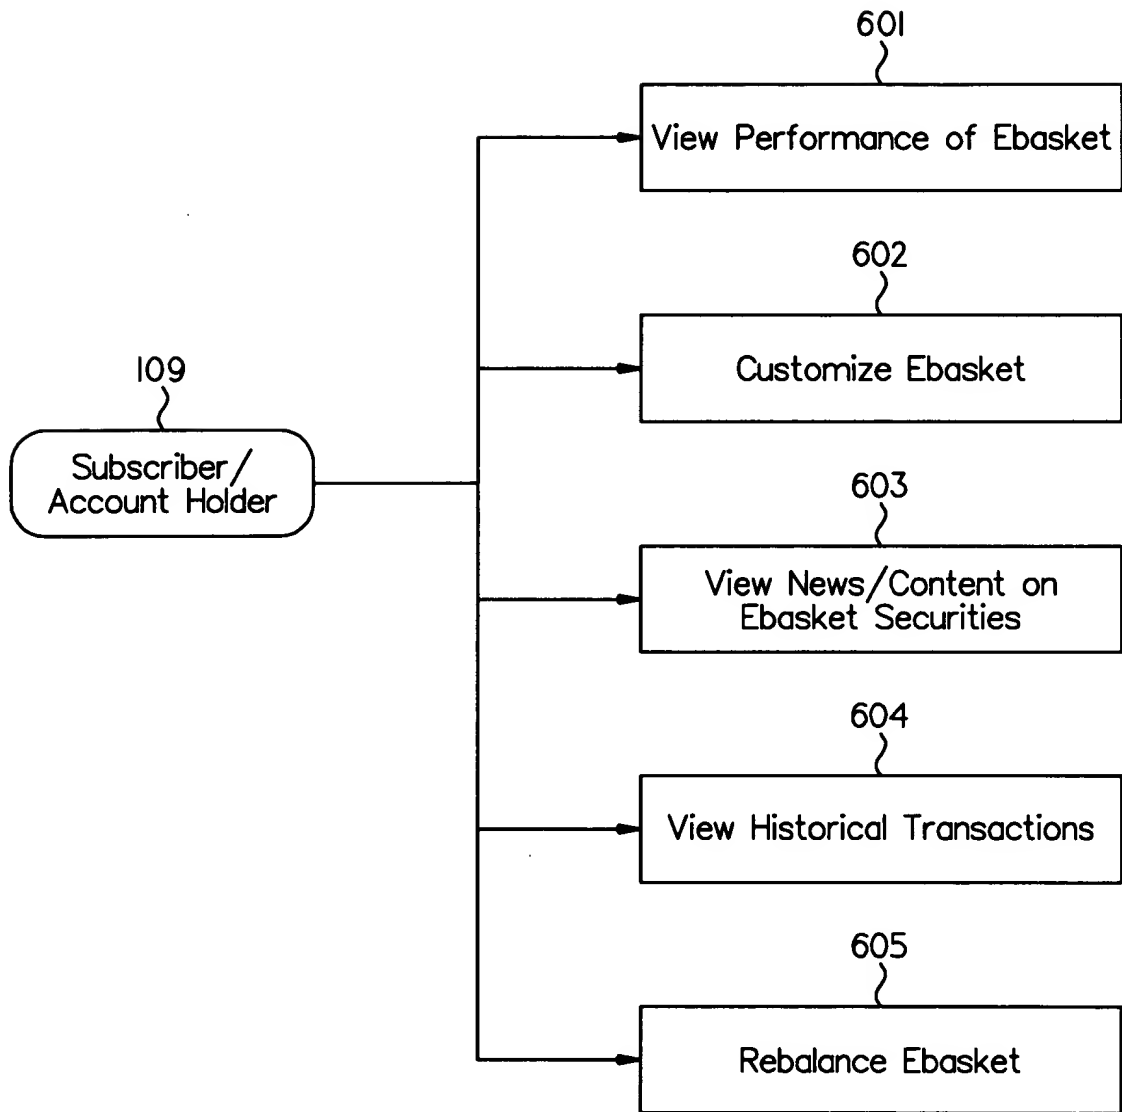 601
View Performance of Ebasket
602
Customize Ebasket
109
Subscriber/
Account Holder
603
View News/Content on
Ebasket Securities
604
View Historical Transactions
605
Rebalance Ebasket